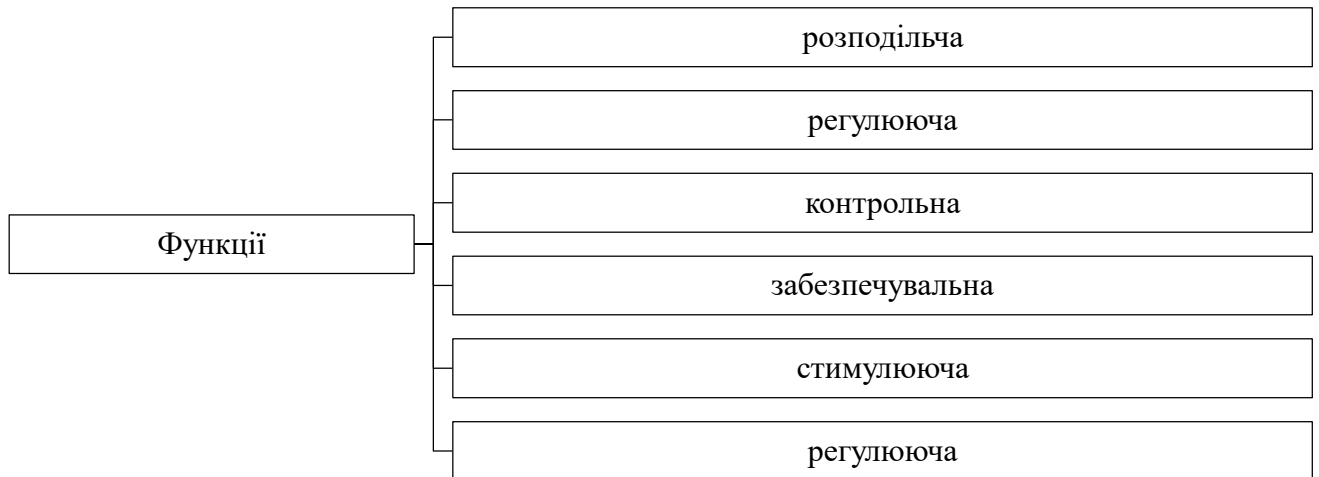 розподільча
регулююча
контрольна
Функції
забезпечувальна
стимулююча
регулююча